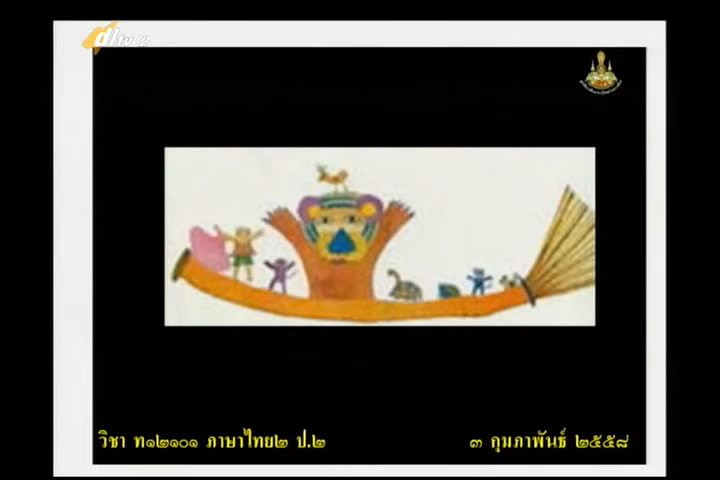 dltv 2
วิชา ท๑๒๑๐๑ ภาษาไทย๒ ป.๒
๓ กุมภาพันธ์ ๒๕๕๘